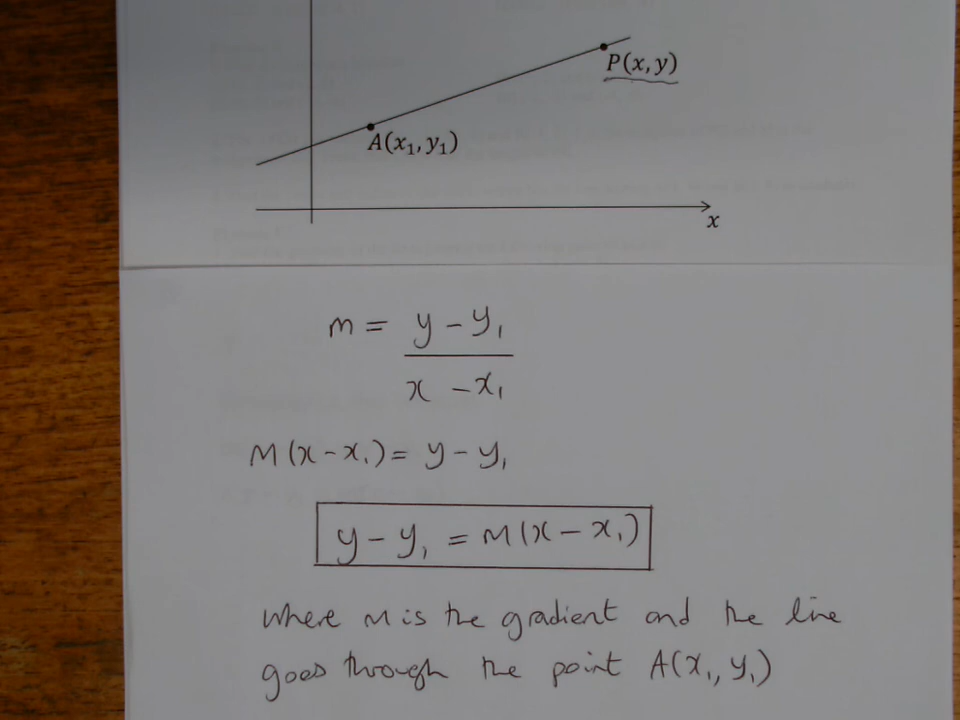 P(x, y)
A(x₁, y₁)
x
m = y - y₁ / x - x₁
M(x - x₁) = y - y₁
y - y₁ = M(x - x₁)
where m is the gradient and the line
goes through the point A(x₁, y₁)